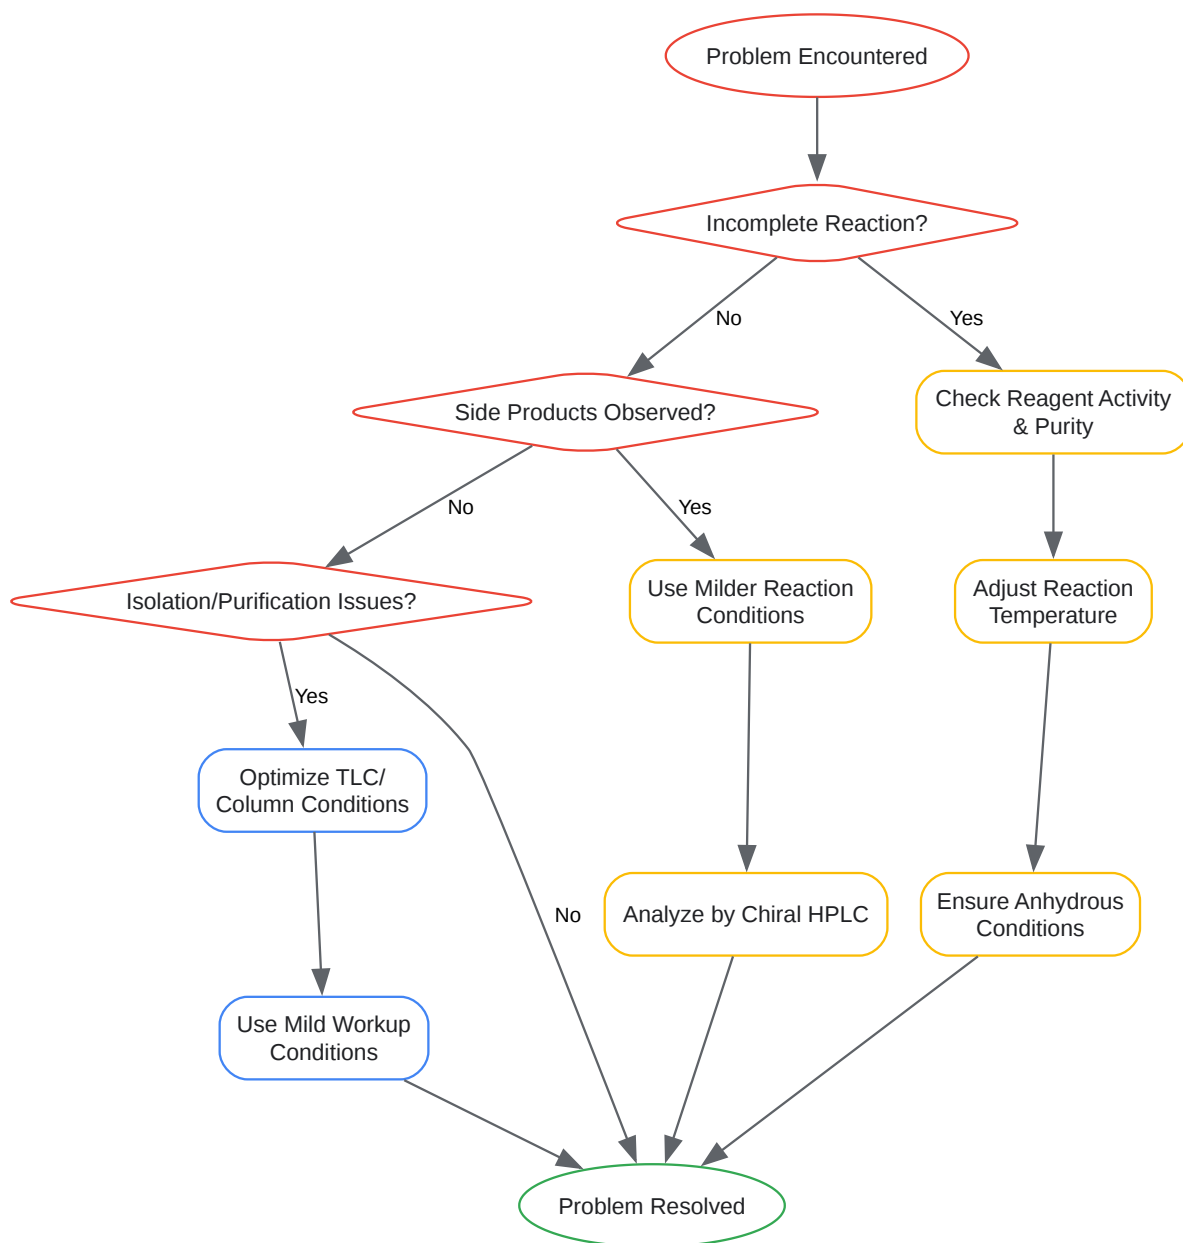 Problem Encountered
Incomplete Reaction?
No
Yes
Side Products Observed?
Check Reagent Activity
& Purity
No
Yes
Isolation/Purification Issues?
Use Milder Reaction
Conditions
Adjust Reaction
Temperature
Yes
Optimize TLC/
Column Conditions
No
Analyze by Chiral HPLC
Ensure Anhydrous
Conditions
Use Mild Workup
Conditions
Problem Resolved